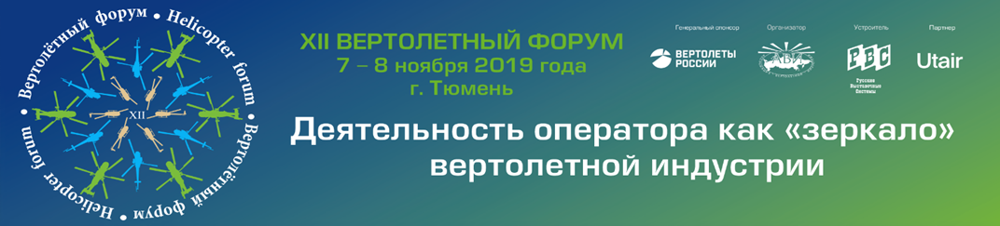 Вертолётный форум • Helicopter forum • Вертолётный форум • Helicopter forum •
XII
XII ВЕРТОЛЕТНЫЙ ФОРУМ
7 – 8 ноября 2019 года
г. Тюмень
Генеральный спонсор
ВЕРТОЛЕТЫ
РОССИИ
Организатор
АВИ
Устроитель
РВС
Русские
Выставочные
Системы
Партнер
Utair
Деятельность оператора как «зеркало»
вертолетной индустрии